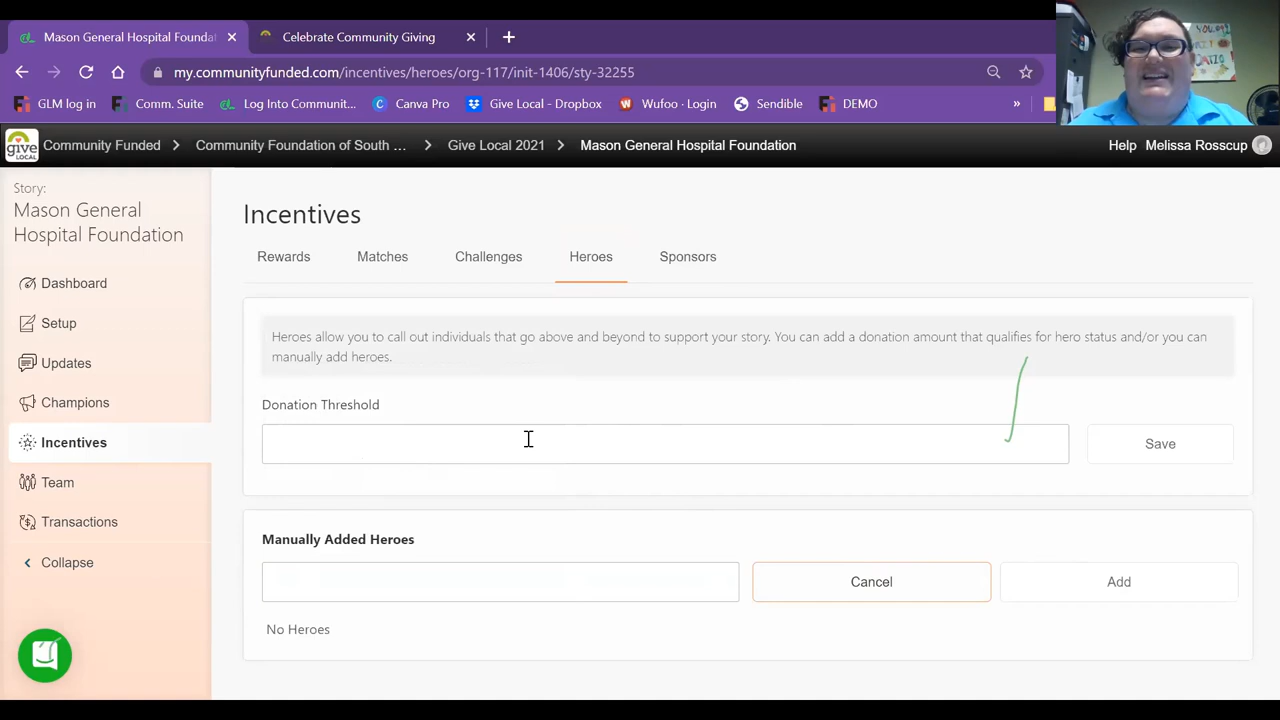 Mason General Hospital Founda
Celebrate Community Giving
my.communityfunded.com/incentives/heroes/org-117/init-1406/sty-32255
GLM log in
Comm. Suite
Log Into Communit...
Canva Pro
Give Local - Dropbox
Wufoo · Login
Sendible
DEMO
»
give LOCAL
Community Funded > Community Foundation of South ... > Give Local 2021 > Mason General Hospital Foundation
Help Melissa Rosscup
Story:
Mason General
Hospital Foundation
Dashboard
Setup
Updates
Champions
Incentives
Team
Transactions
Collapse
Incentives
Rewards Matches Challenges Heroes Sponsors
Heroes allow you to call out individuals that go above and beyond to support your story. You can add a donation amount that qualifies for hero status and/or you can
manually add heroes.
Donation Threshold
Save
Manually Added Heroes
Cancel
Add
No Heroes